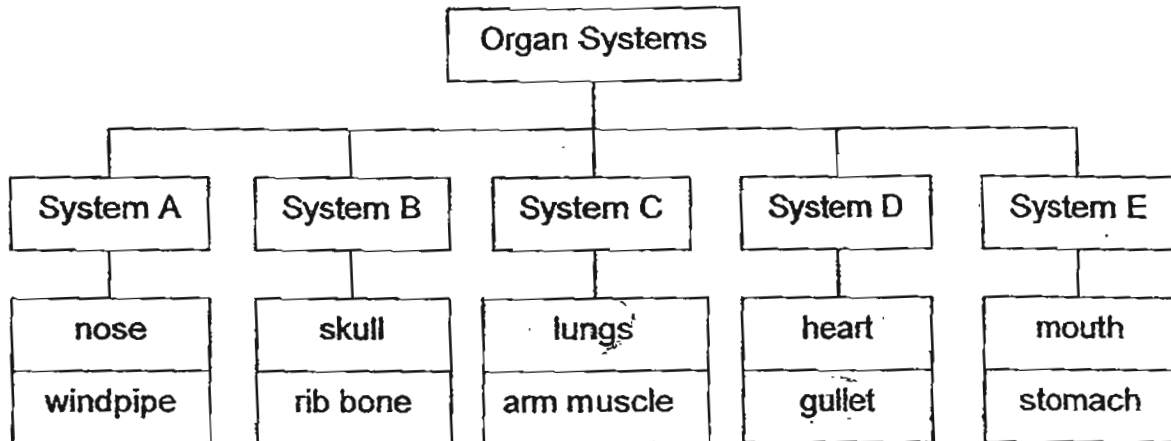 Organ Systems
System A
System B
System C
System D
System E
nose
skull
lungs
heart
mouth
windpipe
rib bone
arm muscle
gullet
stomach